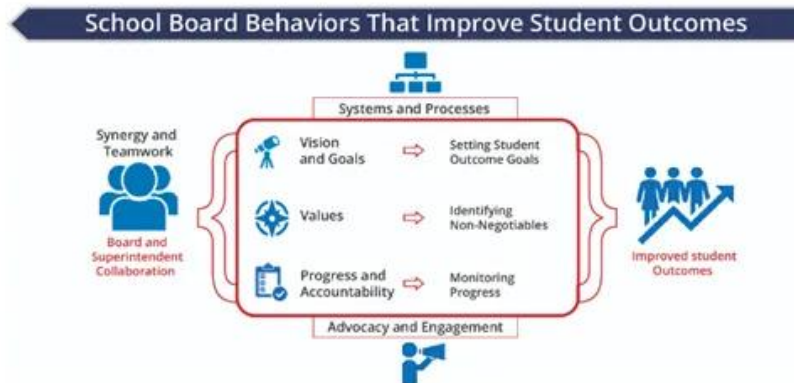 School Board Behaviors That Improve Student Outcomes
Systems and Processes
Synergy and
Teamwork
Board and
Superintendent
Collaboration
Vision
and Goals
Setting Student
Outcome Goals
Values
Identifying
Non-Negotiables
Progress and
Accountability
Monitoring
Progress
Improved student
Outcomes
Advocacy and Engagement